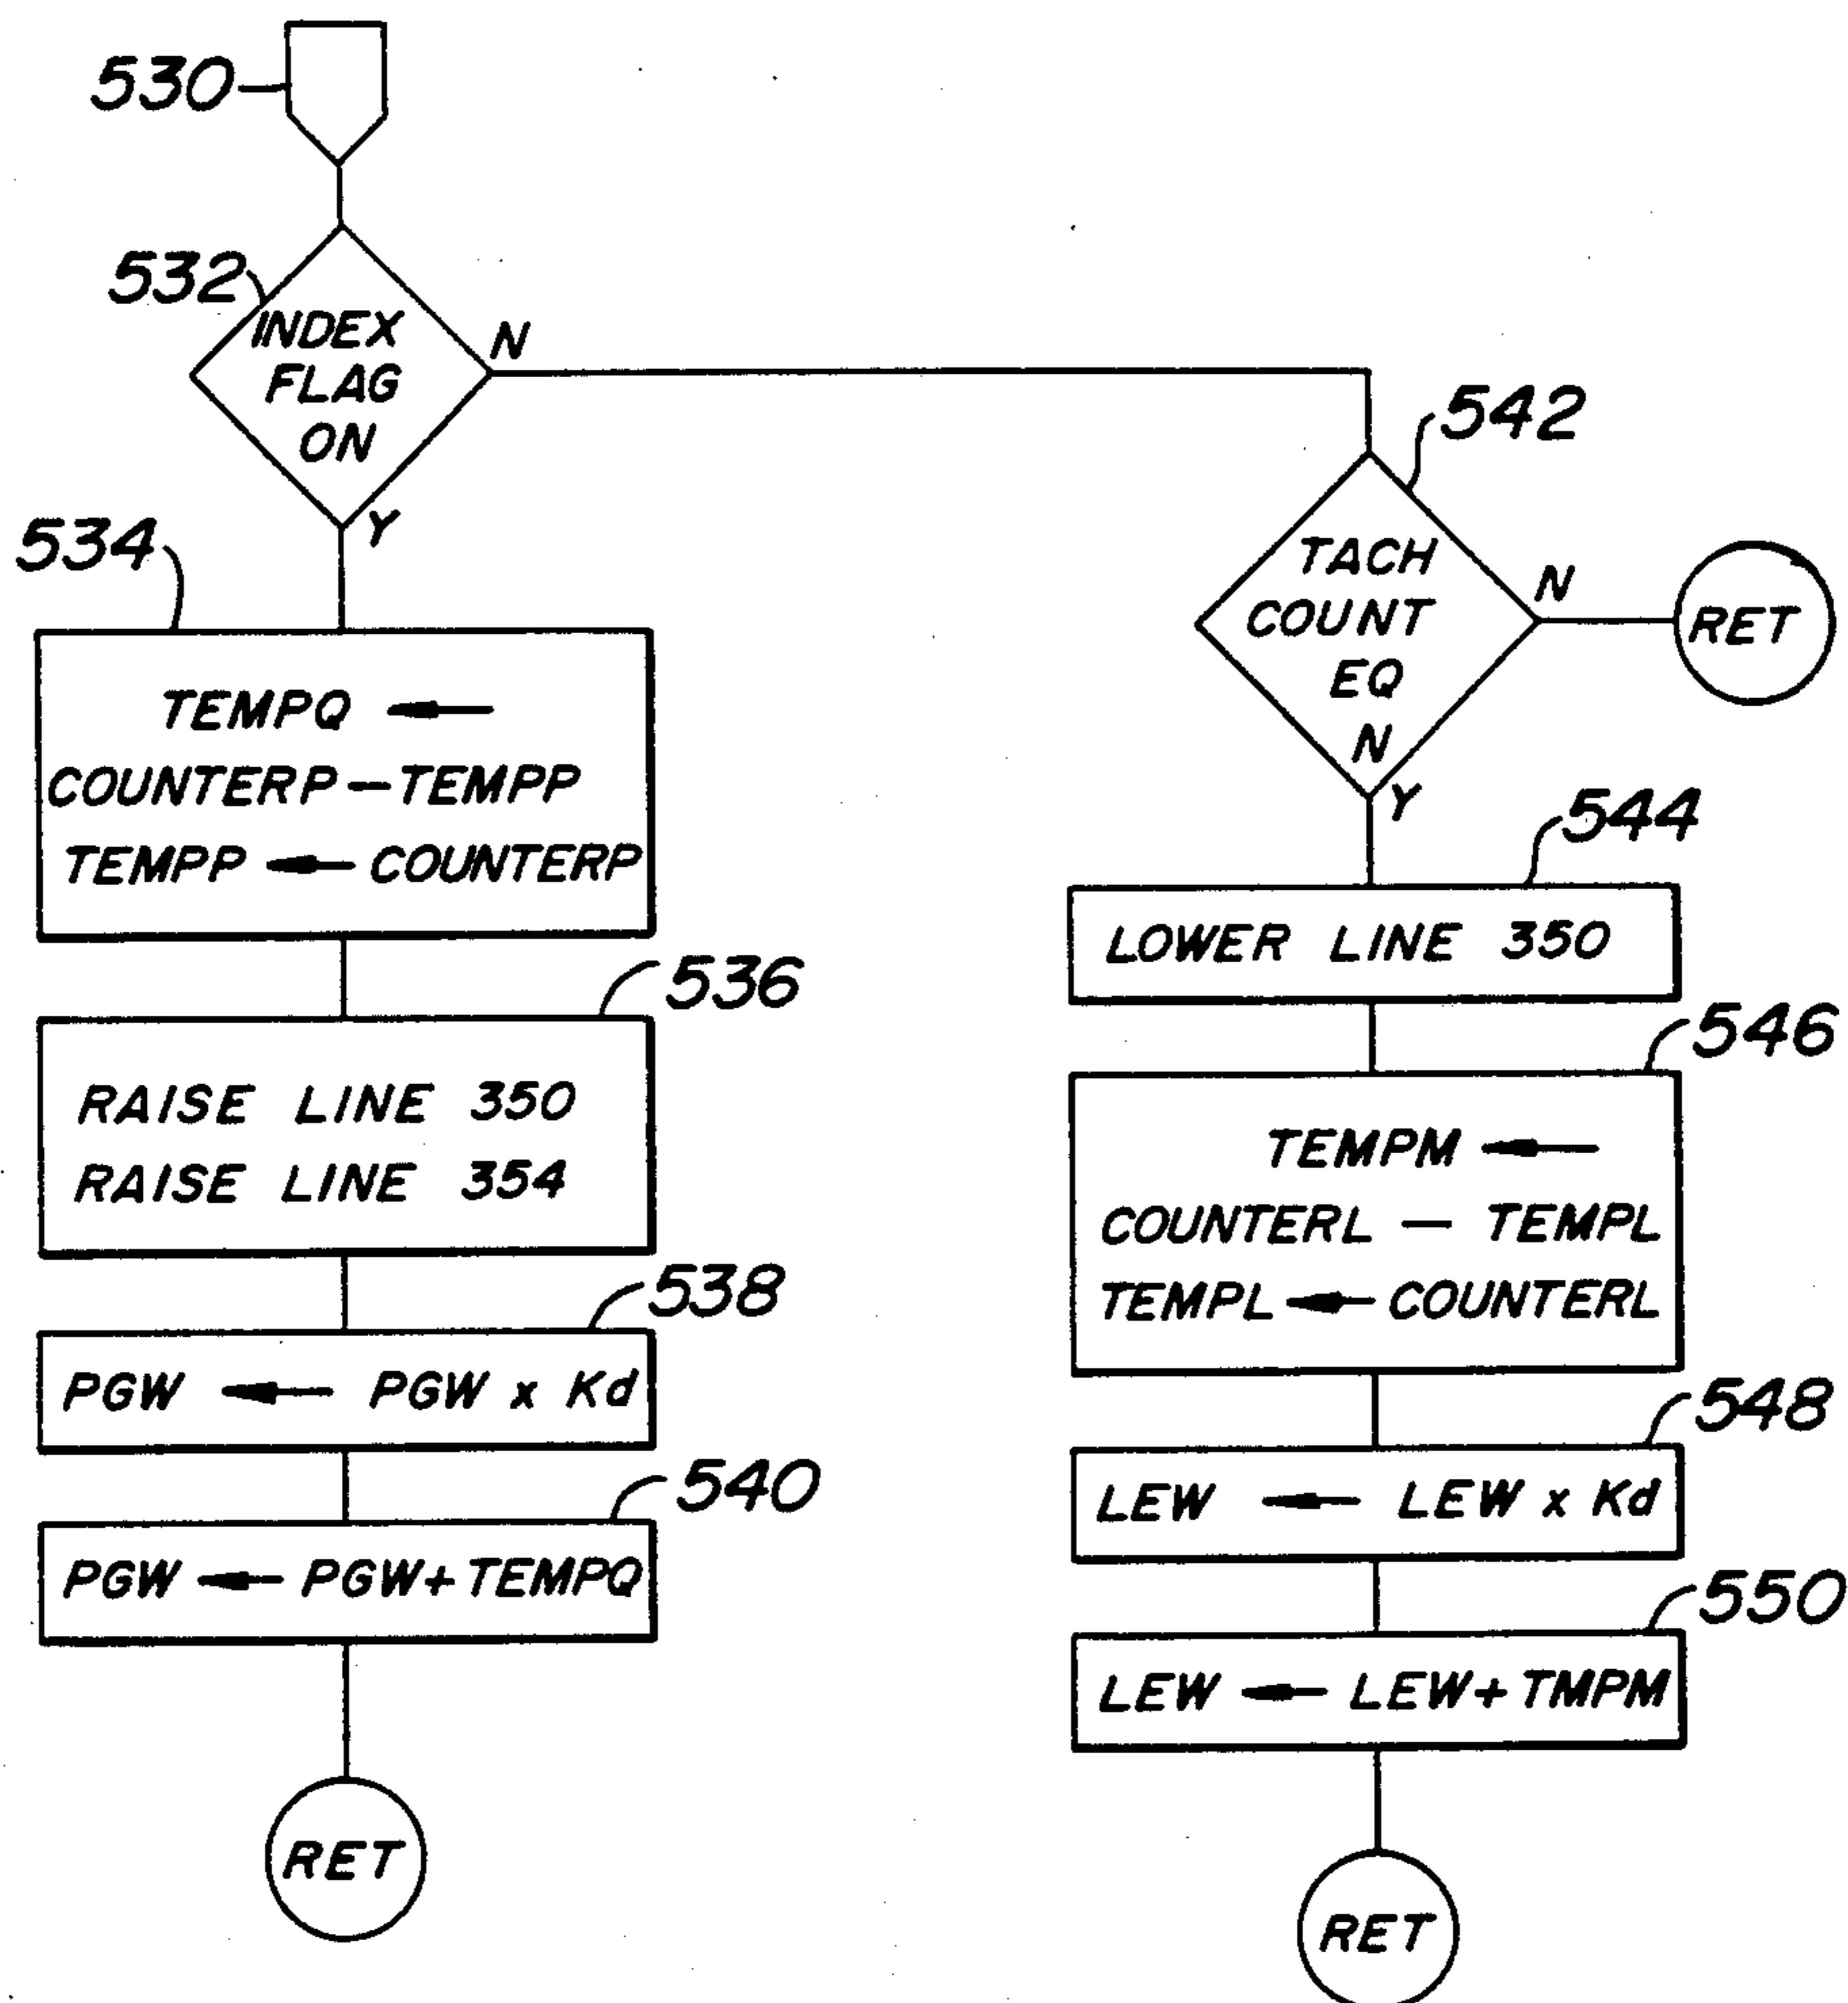 530
532
INDEX
FLAG
ON
N
Y
534
TEMPQ ←
COUNTERP — TEMPP
TEMPP ← COUNTERP
536
RAISE LINE 350
RAISE LINE 354
538
PGW ← PGW x Kd
540
PGW ← PGW + TEMPQ
RET
542
TACH
COUNT
EQ
N
N
RET
Y
544
LOWER LINE 350
546
TEMPM ←
COUNTERL — TEMPL
TEMPL ← COUNTERL
548
LEW ← LEW x Kd
550
LEW ← LEW + TMPM
RET